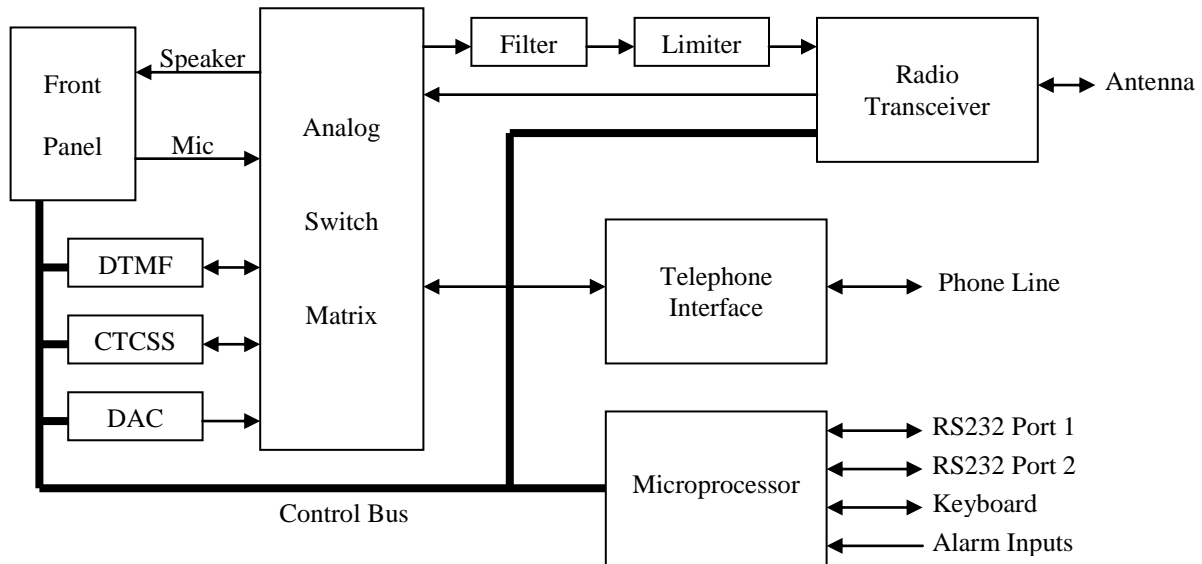 Speaker
Front
Panel
Mic
DTMF
CTCSS
DAC
Analog
Switch
Matrix
Filter
Limiter
Radio
Transceiver
Antenna
Telephone
Interface
Phone Line
Microprocessor
RS232 Port 1
RS232 Port 2
Keyboard
Alarm Inputs
Control Bus